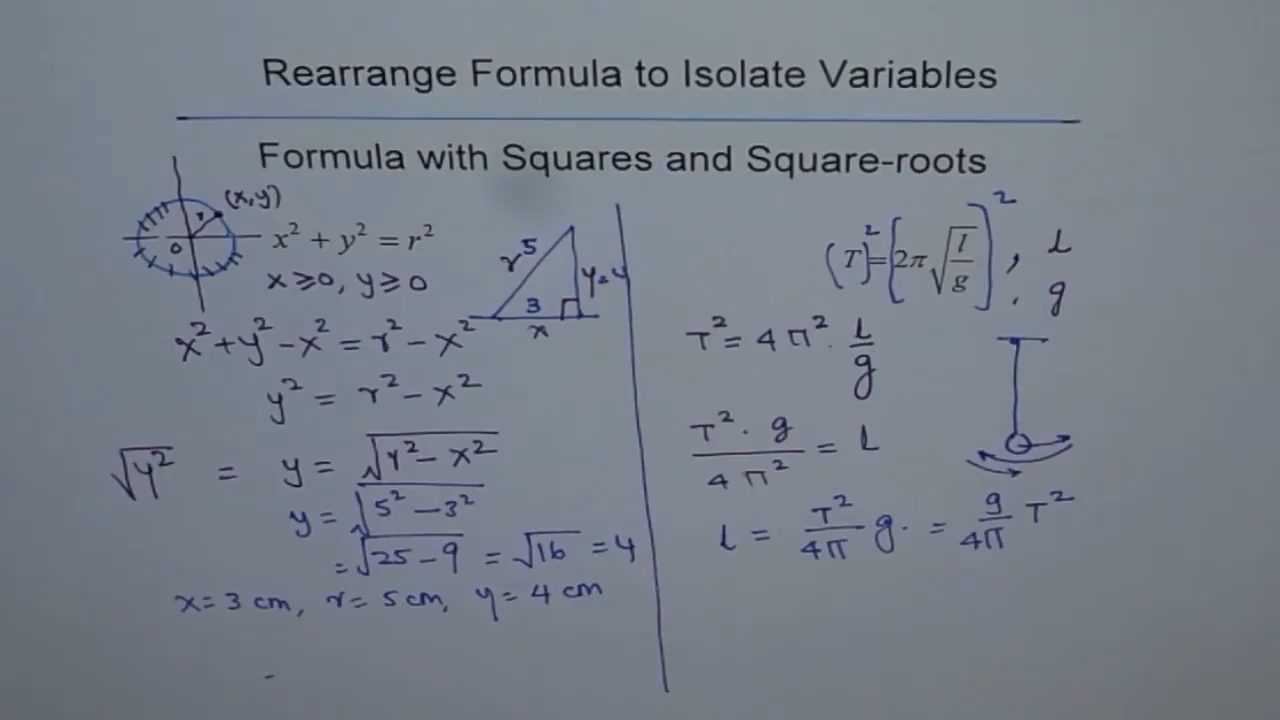 Rearrange Formula to Isolate Variables
Formula with Squares and Square-roots
(x,y)
r
0
x² + y² = r²
x ≥ 0, y ≥ 0
r 5
y = 4
3
x
x² + y² - x² = r² - x²
y² = r² - x²
√y² = y = √r² - x²
y = √5² - 3²
= √25 - 9 = √16 = 4
x = 3 cm, r = 5 cm, y = 4 cm
(T)² = [2π √l/g]², l
. g
T² = 4π² · l/g
T² · g / 4π² = l
l = T²/4π g · = g/4π T²